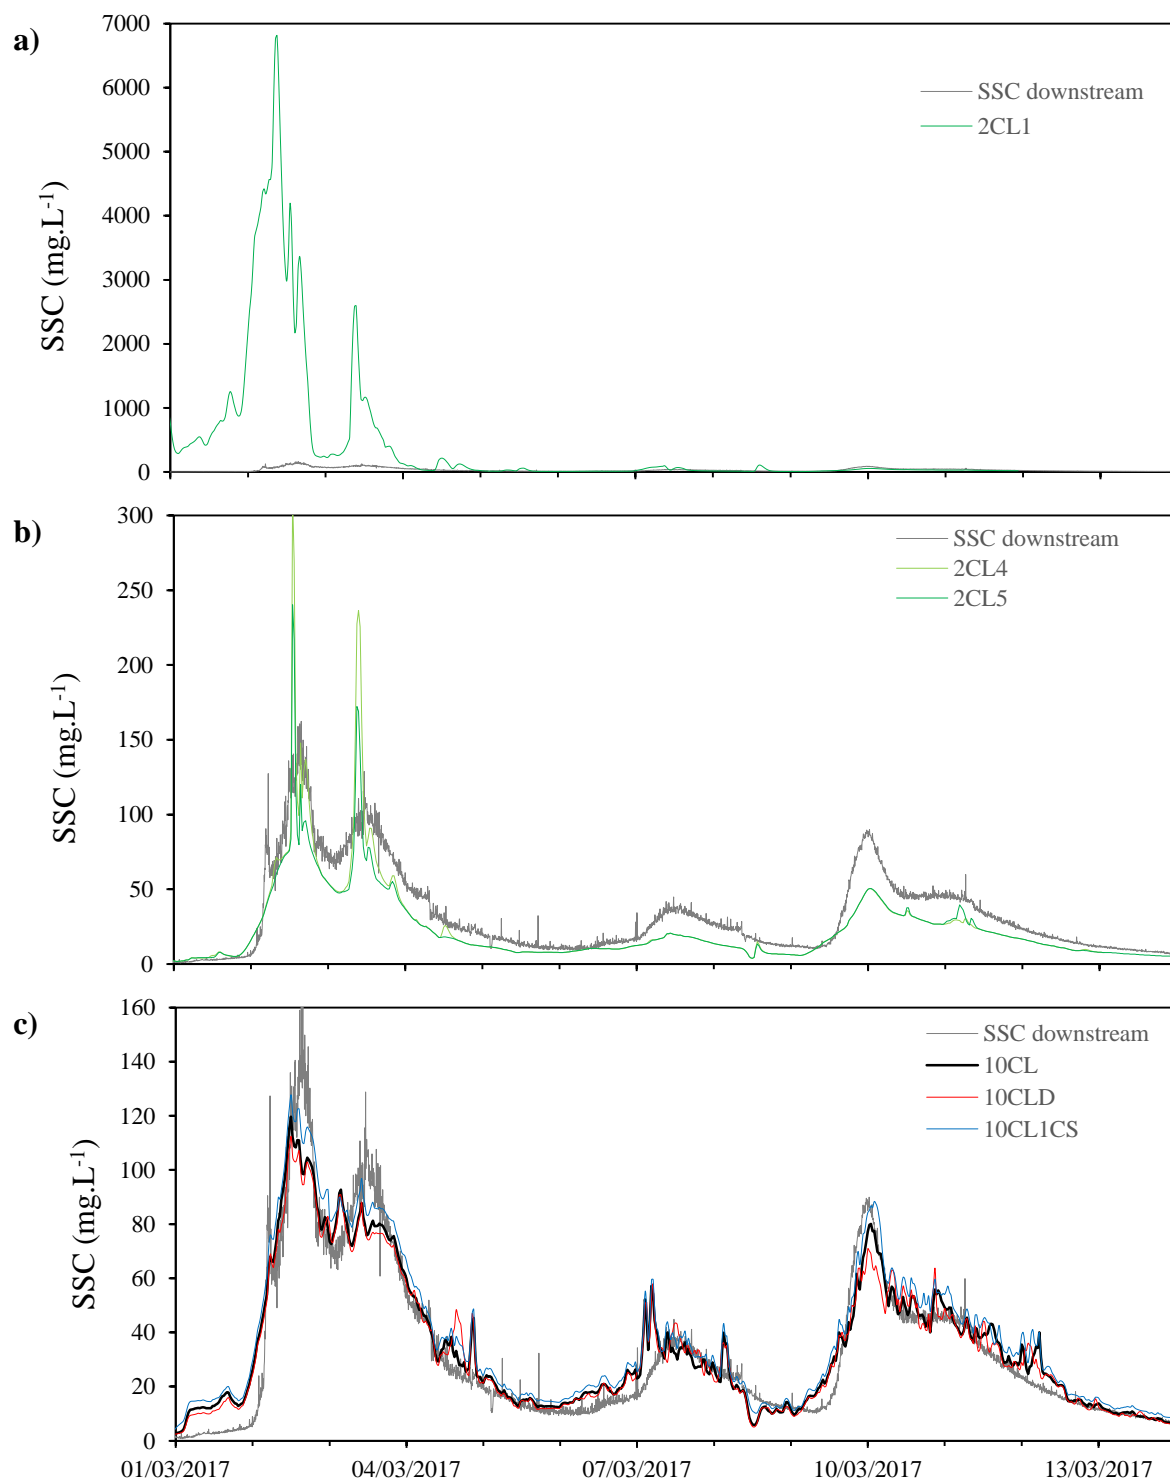 a)
7000
6000
5000
4000
3000
2000
1000
0
SSC (mg.L-1)
SSC downstream
2CL1
b)
300
250
200
150
100
50
0
SSC (mg.L-1)
SSC downstream
2CL4
2CL5
c)
160
140
120
100
80
60
40
20
0
SSC (mg.L-1)
SSC downstream
10CL
10CLD
10CL1CS
01/03/2017 04/03/2017 07/03/2017 10/03/2017 13/03/2017